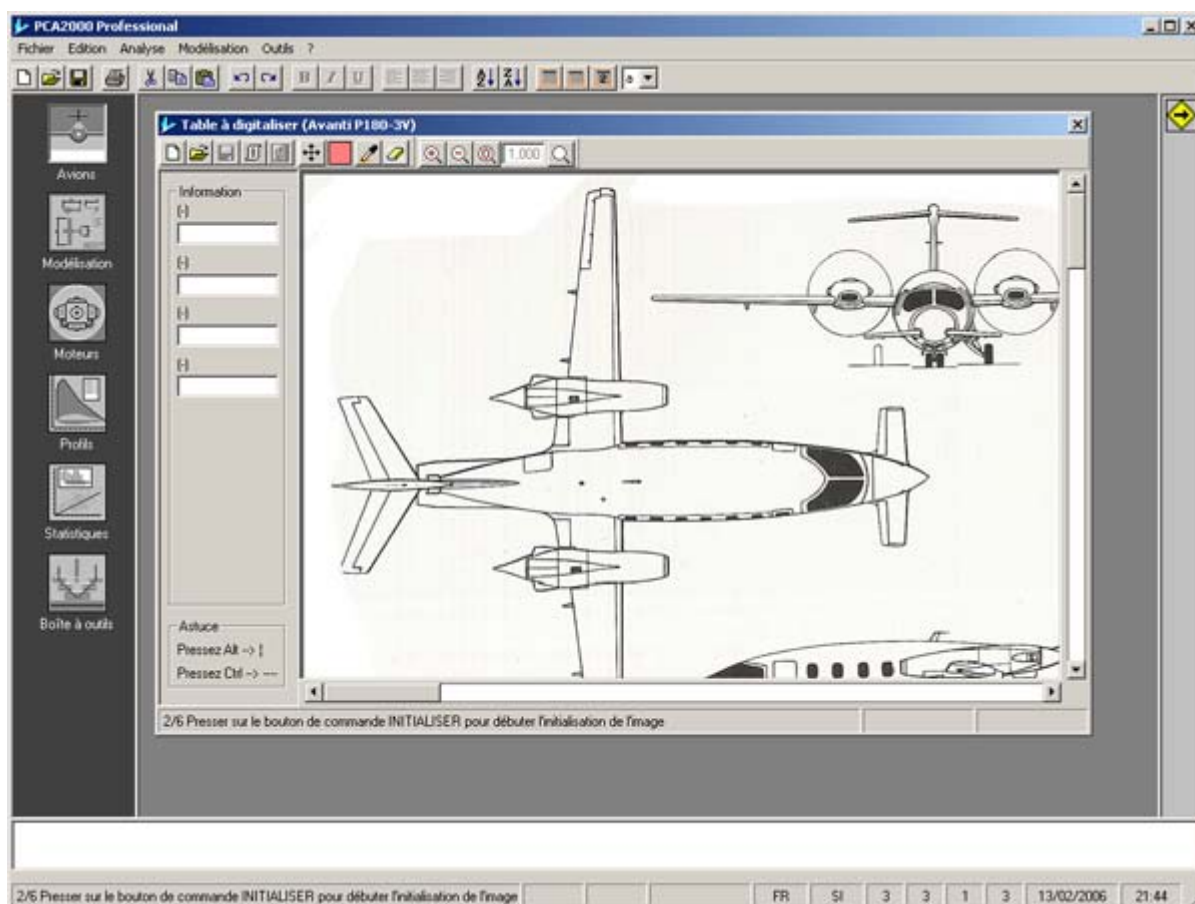 PCA2000 Professional
Fichier Edition Analyse Modélisation Outils ?
B I U
Table à digitaliser (Avanti P180-3V)
1.000
Avions
Modélisation
Moteurs
Profils
Statistiques
Boîte à outils
Information
(-)
(-)
(-)
(-)
Astuce
Pressez Alt --> |
Pressez Ctrl --> ---
2/6 Presser sur le bouton de commande INITIALISER pour débuter l'initialisation de l'image
2/6 Presser sur le bouton de commande INITIALISER pour débuter l'initialisation de l'image FR SI 3 3 1 3 13/02/2006 21:44